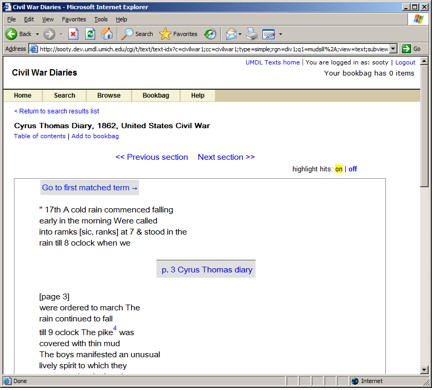 Civil War Diaries - Microsoft Internet Explorer
File Edit View Favorites Tools Help
Back Search Favorites
Address http://sooty.dev.umdl.umich.edu/cgi/t/text/text-idx?c=civilwar1;cc=civilwar1;type=simple;rgn=div1;q1=mudsill%2A;view=text;subview Go
UMDL Texts home | You are logged in as: sooty | Logout
Civil War Diaries
Your bookbag has 0 items
Home Search Browse Bookbag Help
< Return to search results list
Cyrus Thomas Diary, 1862, United States Civil War
Table of contents | Add to bookbag
<< Previous section Next section >>
highlight hits: on | off
Go to first matched term →
" 17th A cold rain commenced falling
early in the morning Were called
into ramks [sic, ranks] at 7 & stood in the
rain till 8 oclock when we
p. 3 Cyrus Thomas diary
[page 3]
were ordered to march The
rain continued to fall
till 9 oclock The pike4 was
covered with thin mud
The boys manifested an unusual
lively spirit to which they
Done Internet